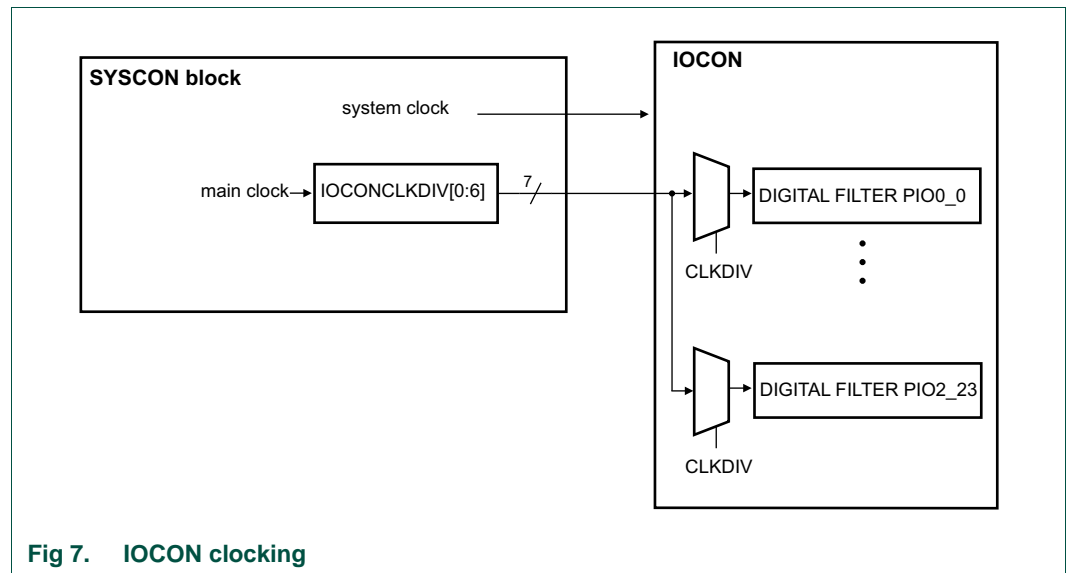 SYSCON block
system clock
main clock
IOCONCLKDIV[0:6]
7
IOCON
DIGITAL FILTER PIO0_0
CLKDIV
DIGITAL FILTER PIO2_23
CLKDIV
Fig 7. IOCON clocking